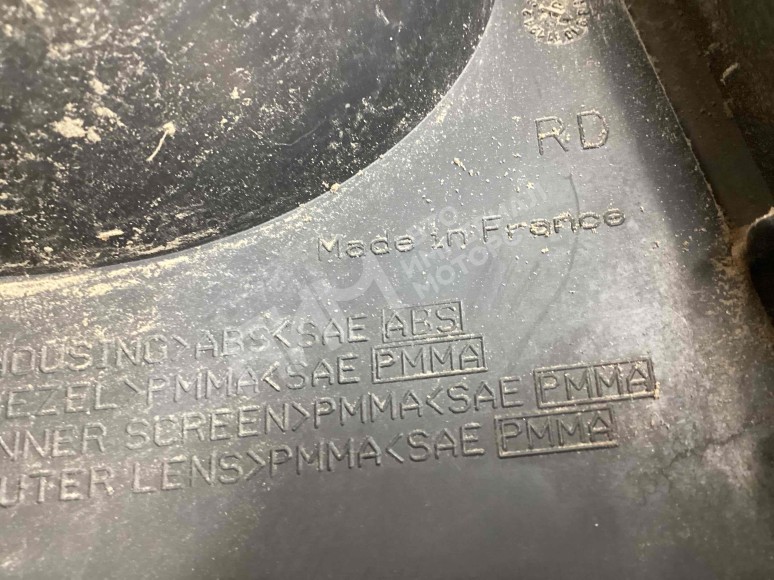 RD
Made in France
HOUSING>ABS<SAE ABS
BEZEL>PMMA<SAE PMMA
INNER SCREEN>PMMA<SAE PMMA
OUTER LENS>PMMA<SAE PMMA